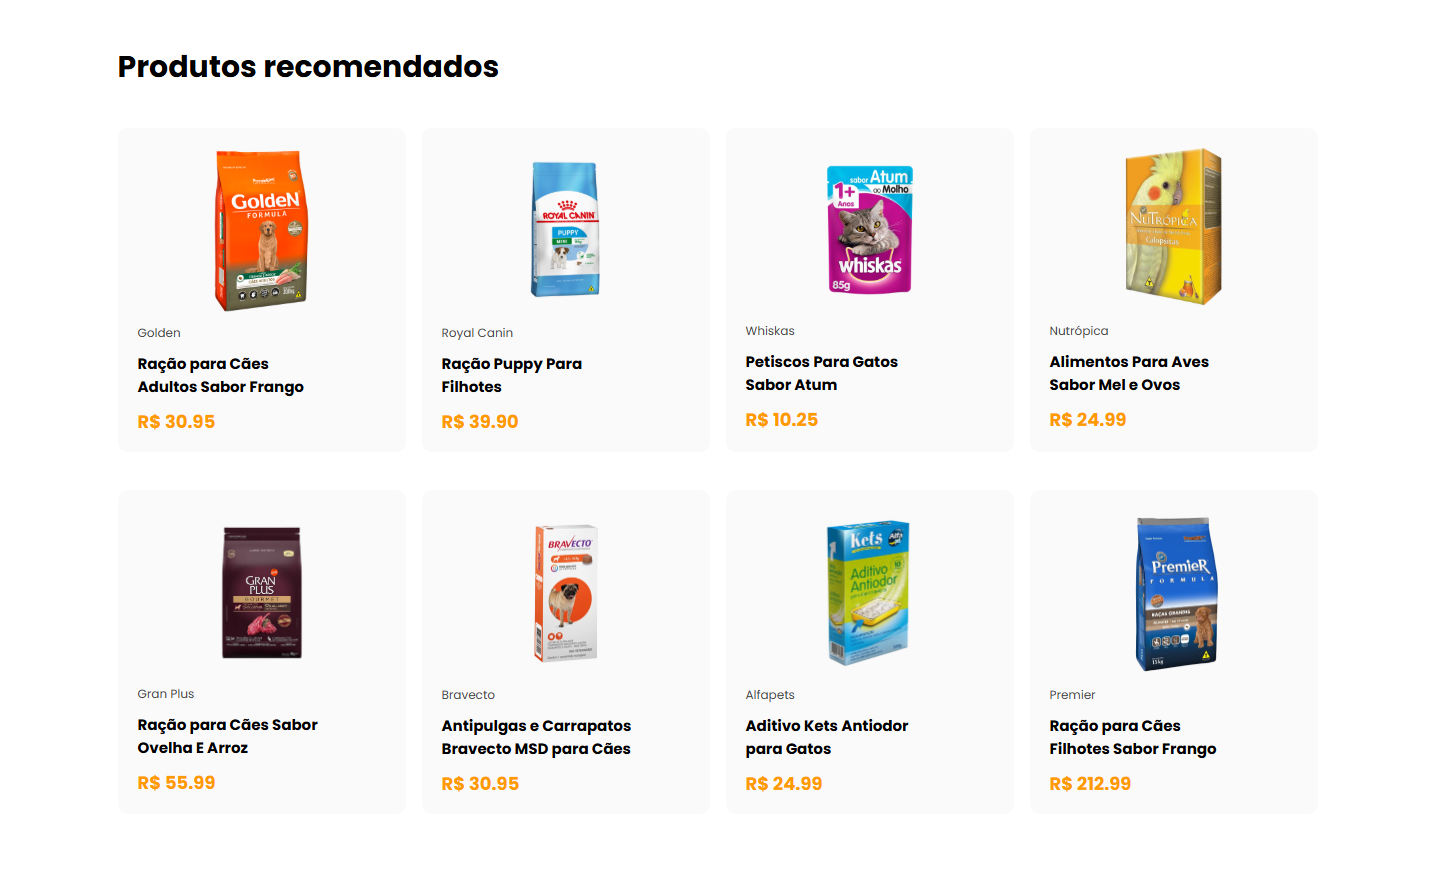 Produtos recomendados
GoldeN
FORMULA
Golden
Ração para Cães
Adultos Sabor Frango
R$ 30.95
ROYAL CANIN
PUPPY
MINI
Royal Canin
Ração Puppy Para
Filhotes
R$ 39.90
sabor Atum
ao Molho
1+
Anos
whiskas
85g
Whiskas
Petiscos Para Gatos
Sabor Atum
R$ 10.25
NuTRóPICA
Calopsitas
Nutrópica
Alimentos Para Aves
Sabor Mel e Ovos
R$ 24.99
GRAN
PLUS
GOURMET
Gran Plus
Ração para Cães Sabor
Ovelha E Arroz
R$ 55.99
BRAVECTO
Bravecto
Antipulgas e Carrapatos
Bravecto MSD para Cães
R$ 30.95
Kets
Aditivo
Antiodor
Alfapets
Aditivo Kets Antiodor
para Gatos
R$ 24.99
PremieR
FORMULA
RAÇAS GRANDES
15kg
Premier
Ração para Cães
Filhotes Sabor Frango
R$ 212.99